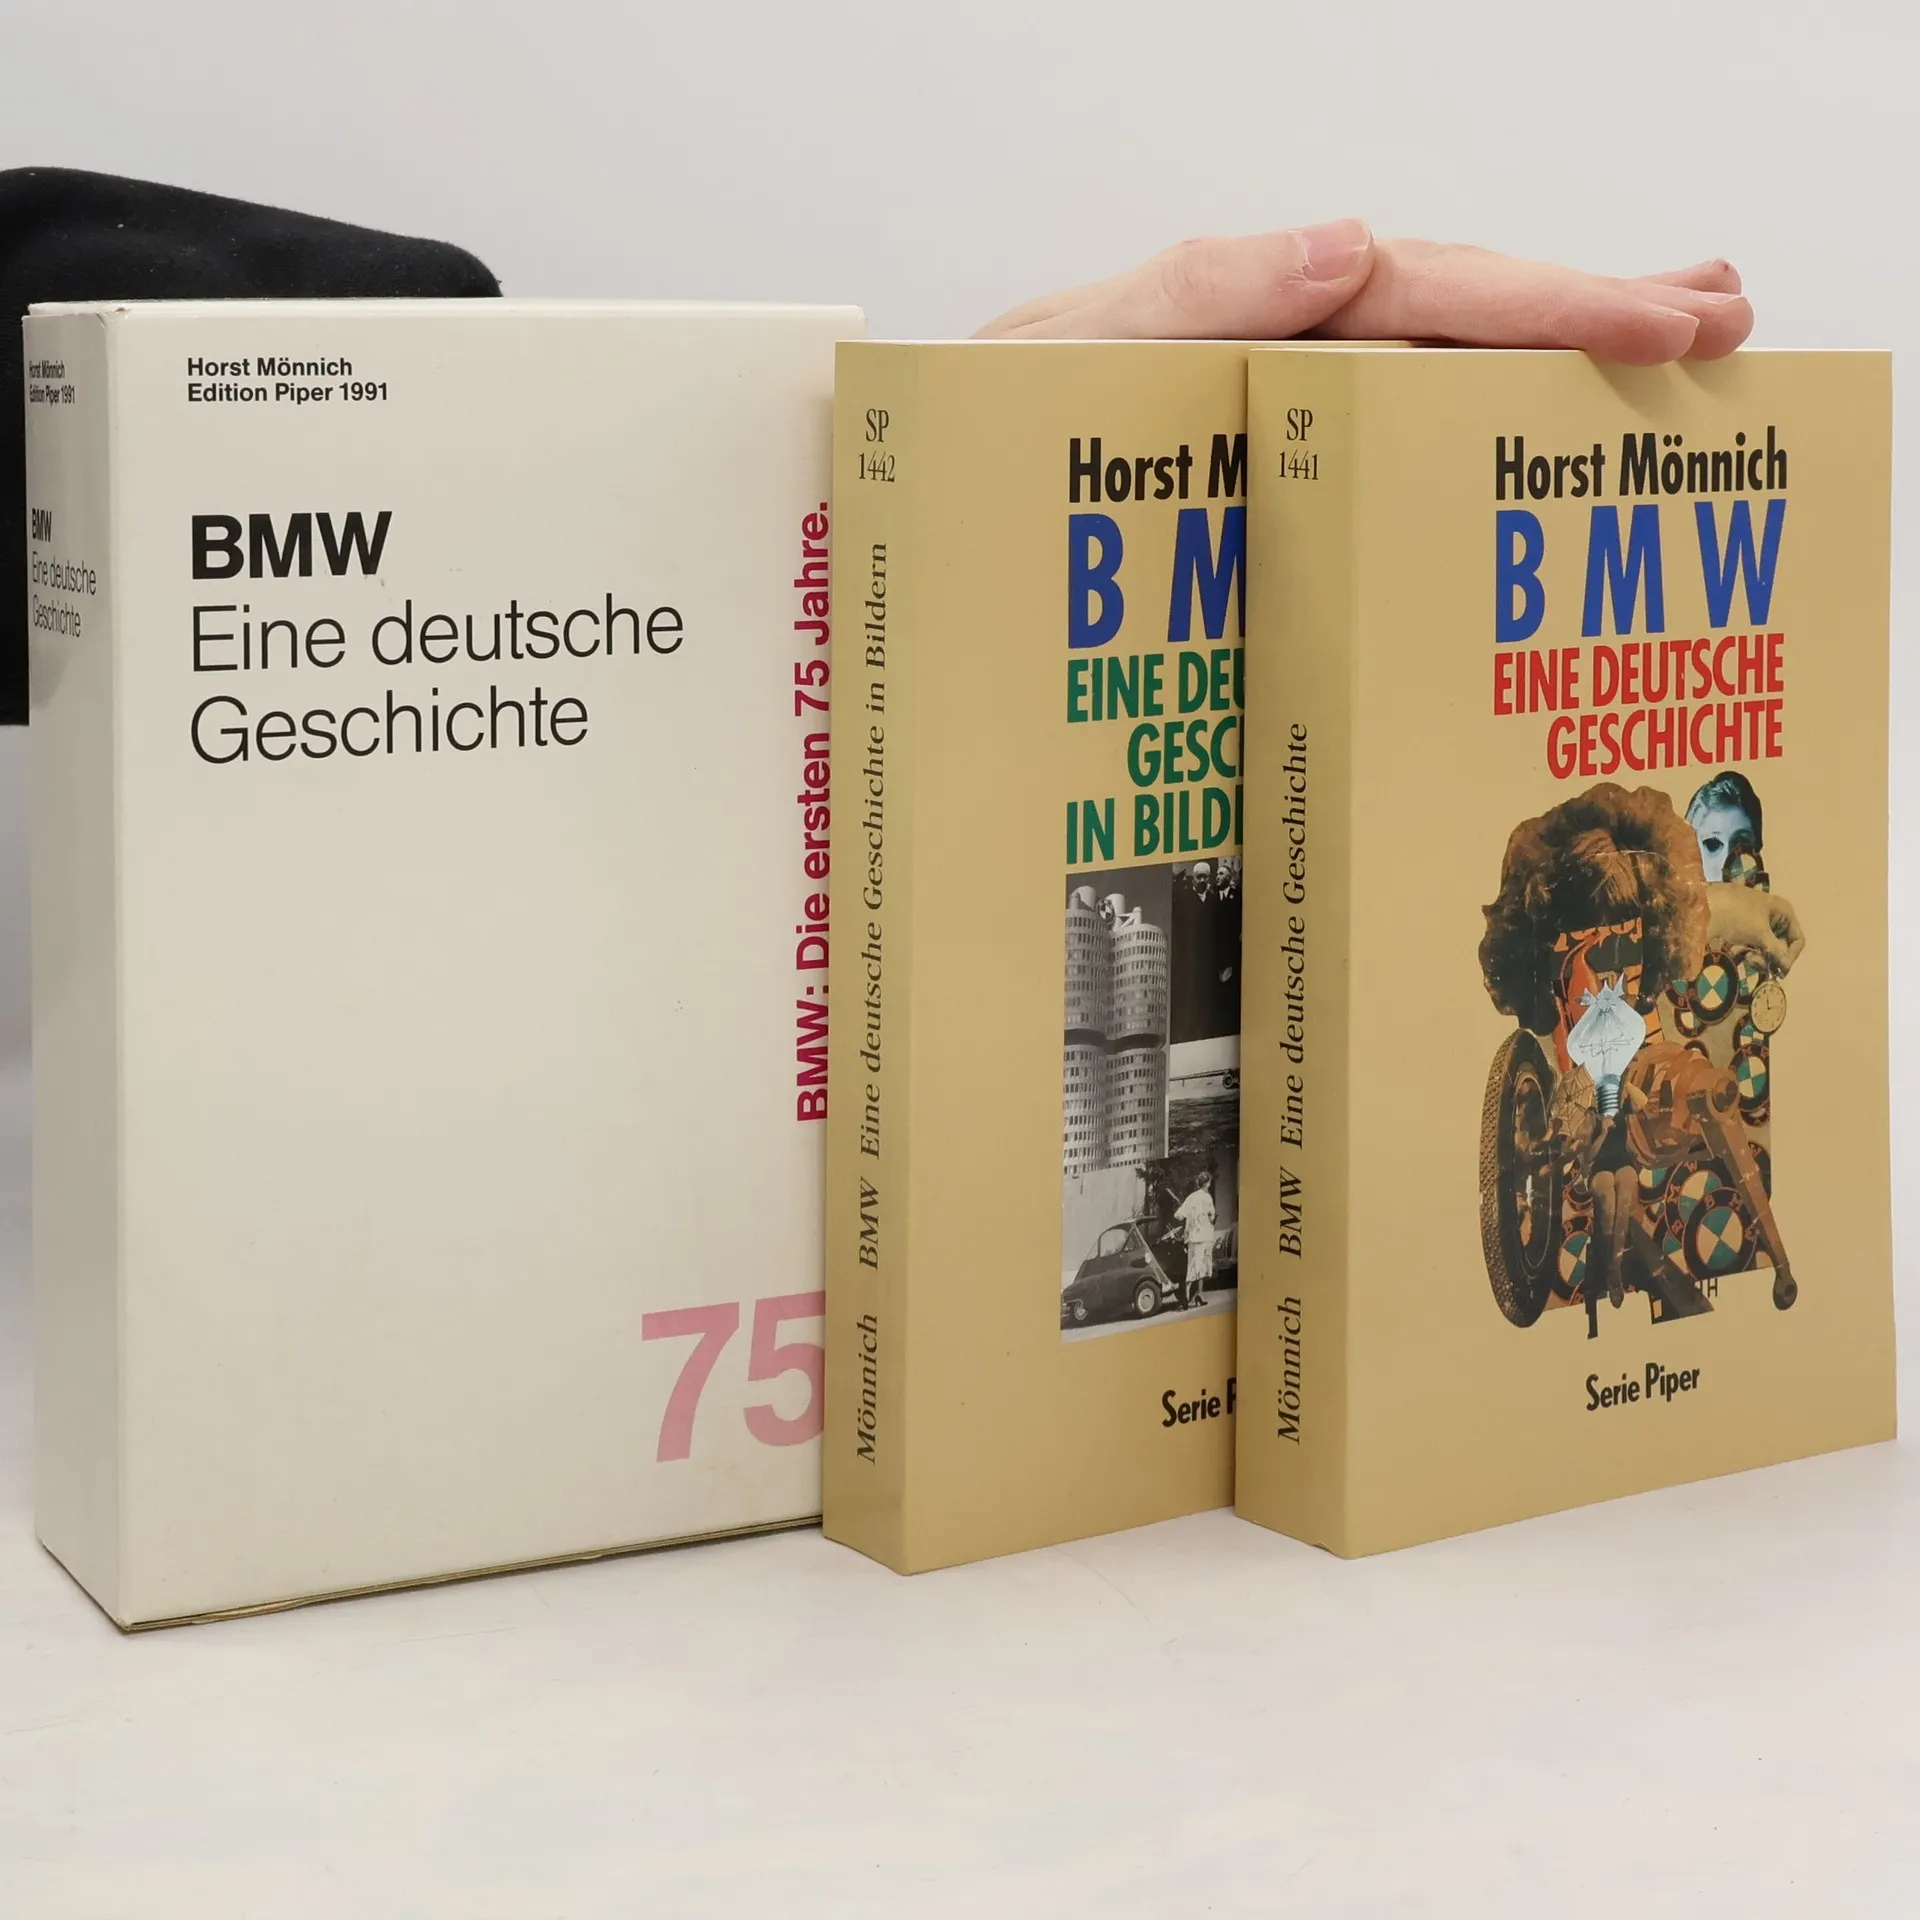 Horst Mönnich
Edition Piper 1991
BMW
Eine deutsche
Geschichte
Horst Mönnich
Edition Piper 1991
BMW
Eine deutsche
Geschichte
BMW: Die ersten 75 Jahre.
75
SP
1442
Mönnich BMW Eine deutsche Geschichte in Bildern
Horst M
BM
EINE DEU
GESC
IN BILD
Serie P
SP
1441
Mönnich BMW Eine deutsche Geschichte
Horst Mönnich
BMW
EINE DEUTSCHE
GESCHICHTE
Serie Piper